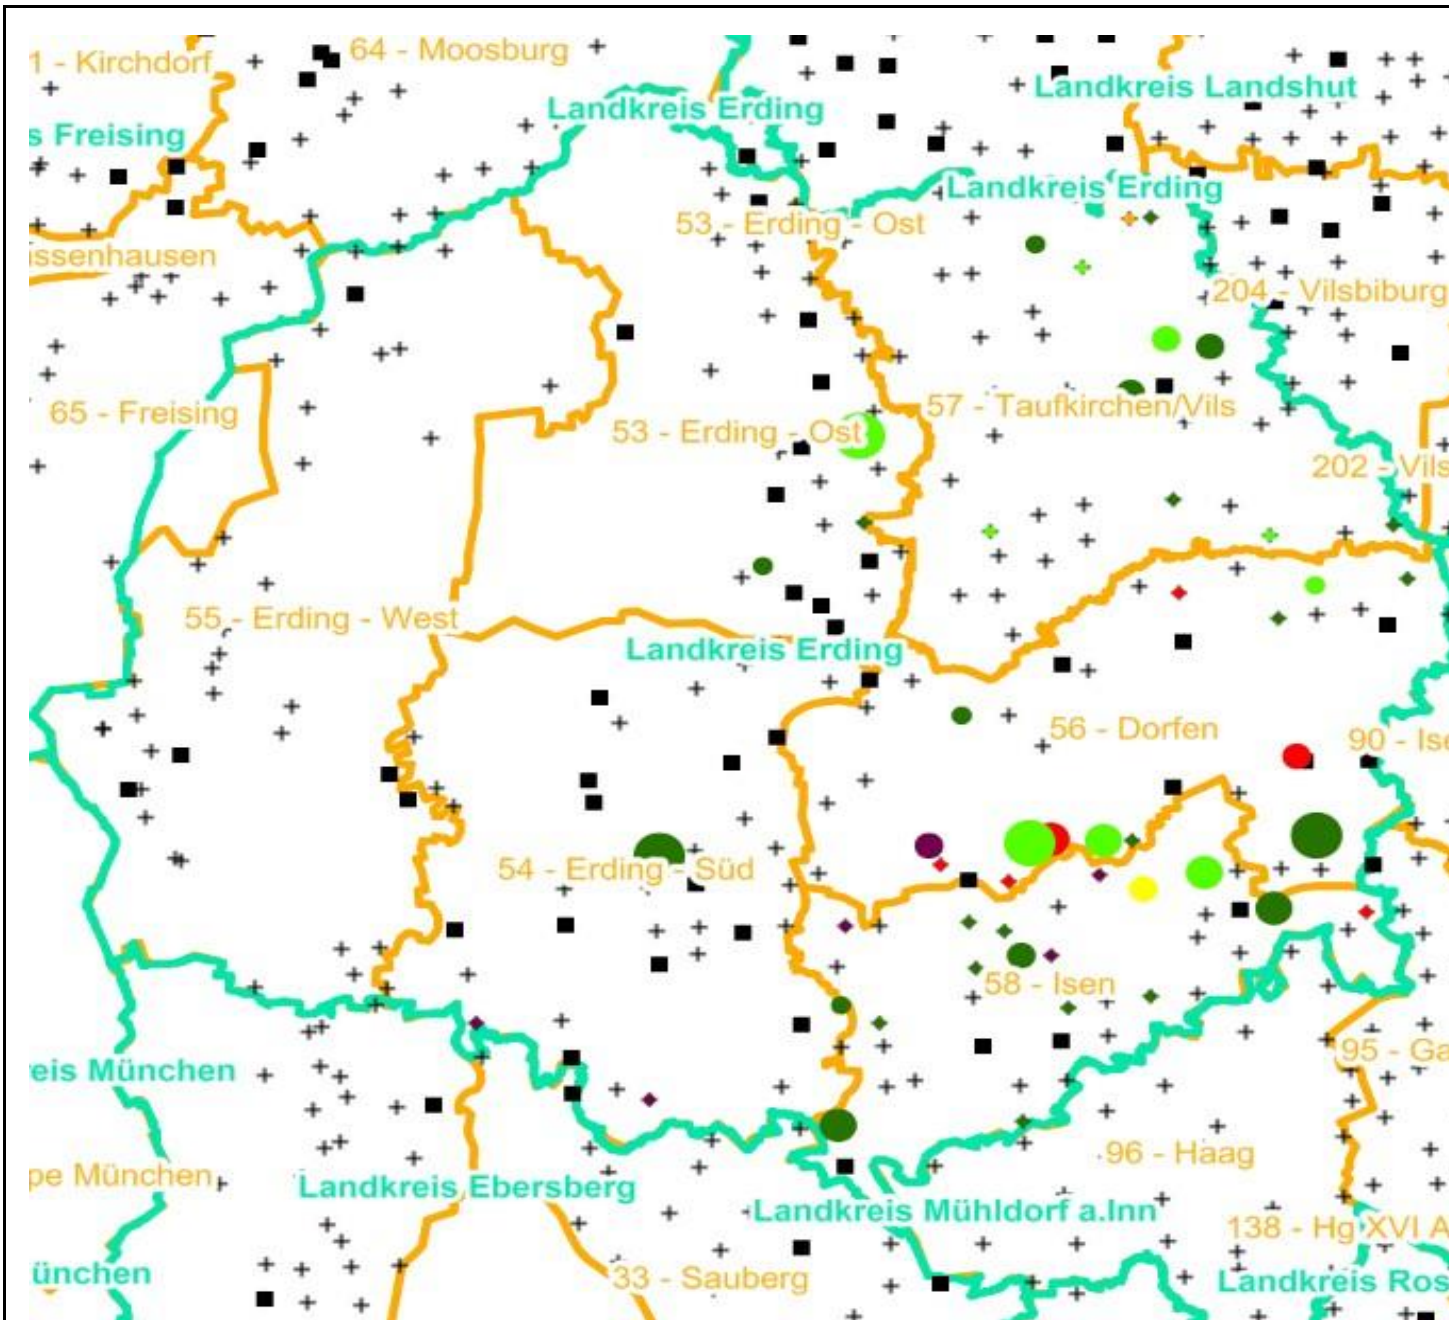 64 - Moosburg
1 - Kirchdorf
Landkreis Landshut
Landkreis Erding
s Freising
Landkreis Erding
53 - Erding - Ost
ssenhausen
204 - Vilsbiburg
57 - Taufkirchen/Vils
65 - Freising
53 - Erding - Ost
202 - Vils
55 - Erding - West
Landkreis Erding
56 - Dorfen
90 - Ise
54 - Erding - Süd
58 - Isen
95 - Ga
eis München
96 - Haag
pe München
Landkreis Ebersberg
Landkreis Mühldorf a.Inn
138 - Hg XVI A
ünchen
33 - Sauberg
Landkreis Ros